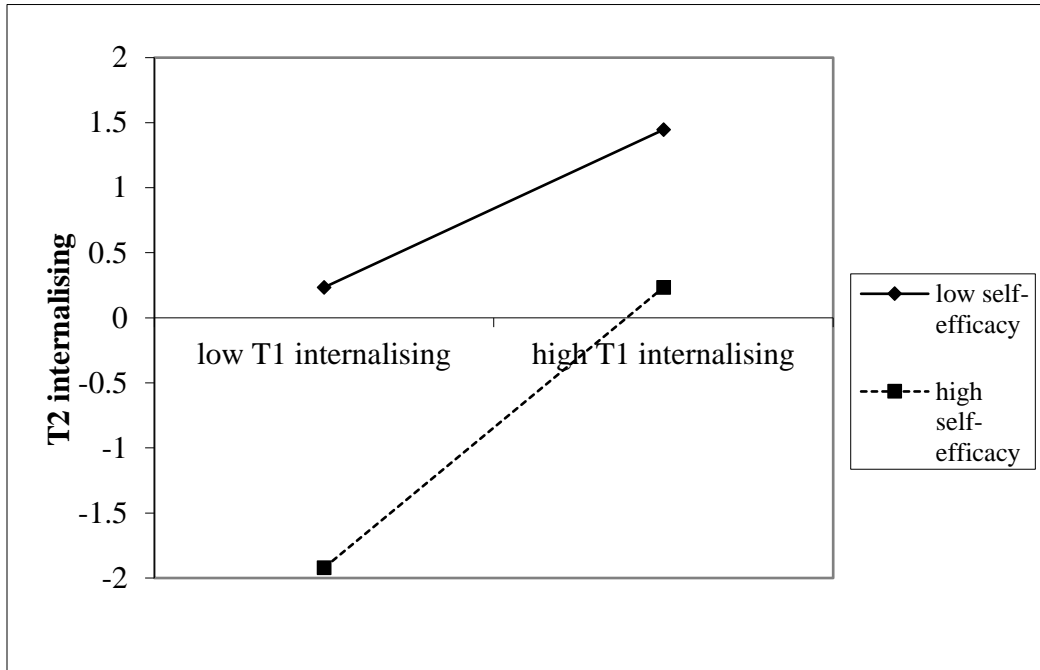 2
1.5
1
0.5
0
-0.5
-1
-1.5
-2
T2 internalising
low T1 internalising
high T1 internalising
low self-
efficacy
high
self-
efficacy